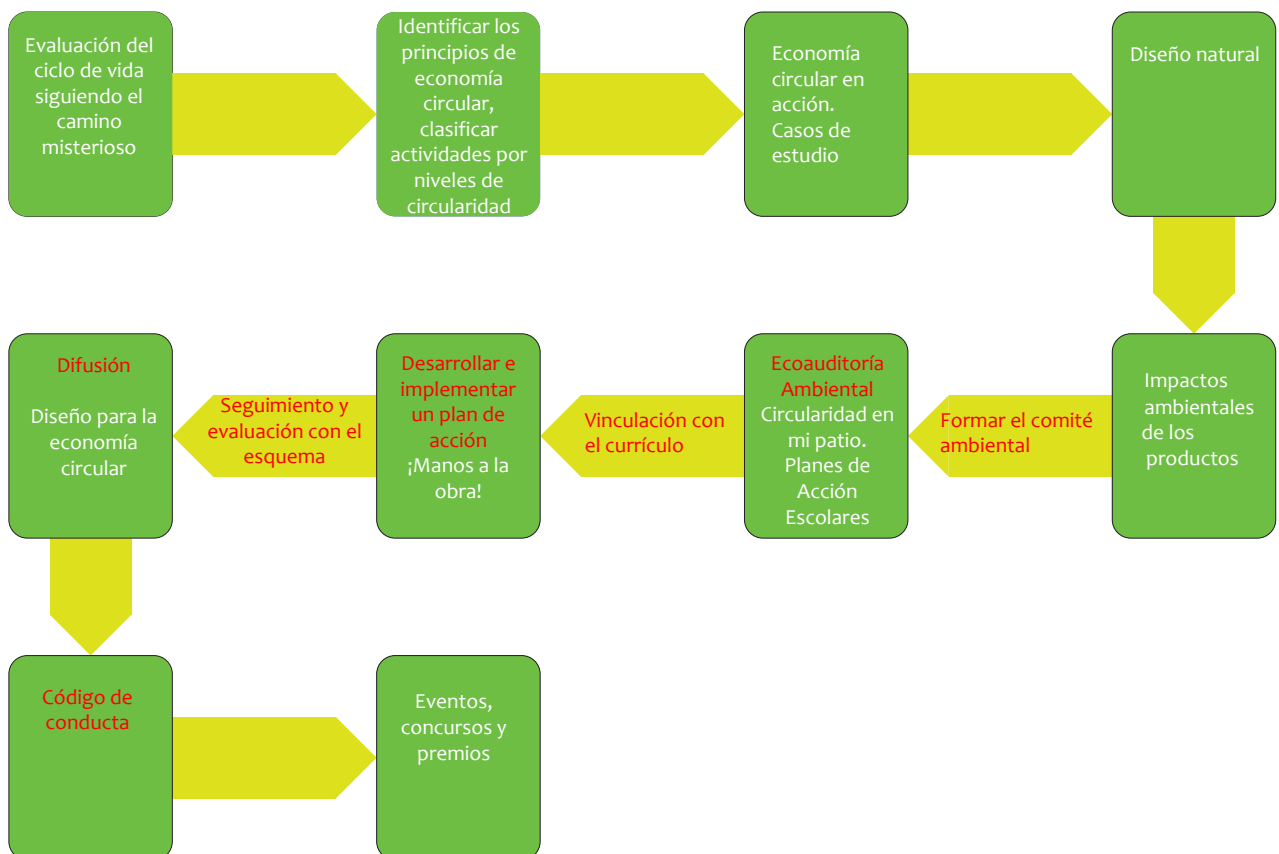 Evaluación del
ciclo de vida
siguiendo el
camino
misterioso
Identificar los
principios de
economía
circular,
clasificar
actividades por
niveles de
circularidad
Economía
circular en
acción.
Casos de
estudio
Diseño natural
Impactos
ambientales
de los
productos
Formar el comité
ambiental
Ecoauditoría
Ambiental
Circularidad en
mi patio.
Planes de
Acción
Escolares
Vinculación con
el currículo
Desarrollar e
implementar
un plan de
acción
¡Manos a la
obra!
Seguimiento y
evaluación con el
esquema
Difusión
Diseño para la
economía
circular
Código de
conducta
Eventos,
concursos y
premios